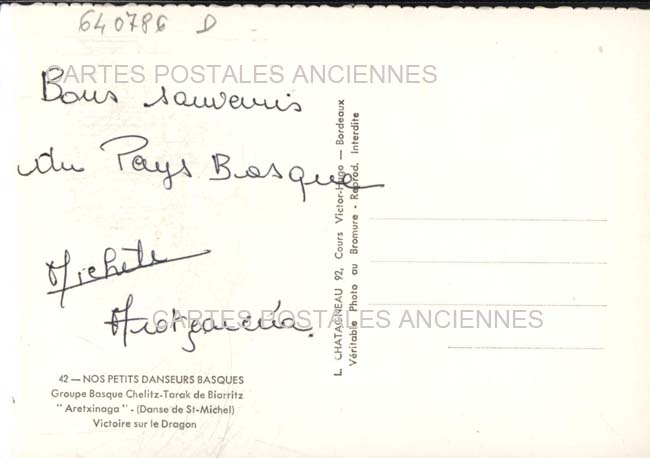 640786 D
CARTES POSTALES ANCIENNES
Bons souvenirs
du Pays Basque
Michele
CARTES POSTALES ANCIENNES
42 — NOS PETITS DANSEURS BASQUES
Groupe Basque Chelitz-Tarak de Biarritz
" Aretxinaga " - (Danse de St-Michel)
Victoire sur le Dragon
L. CHATAGNEAU 92, Cours Victor-Hugo — Bordeaux
Véritable Photo au Bromure - Reprod. Interdite